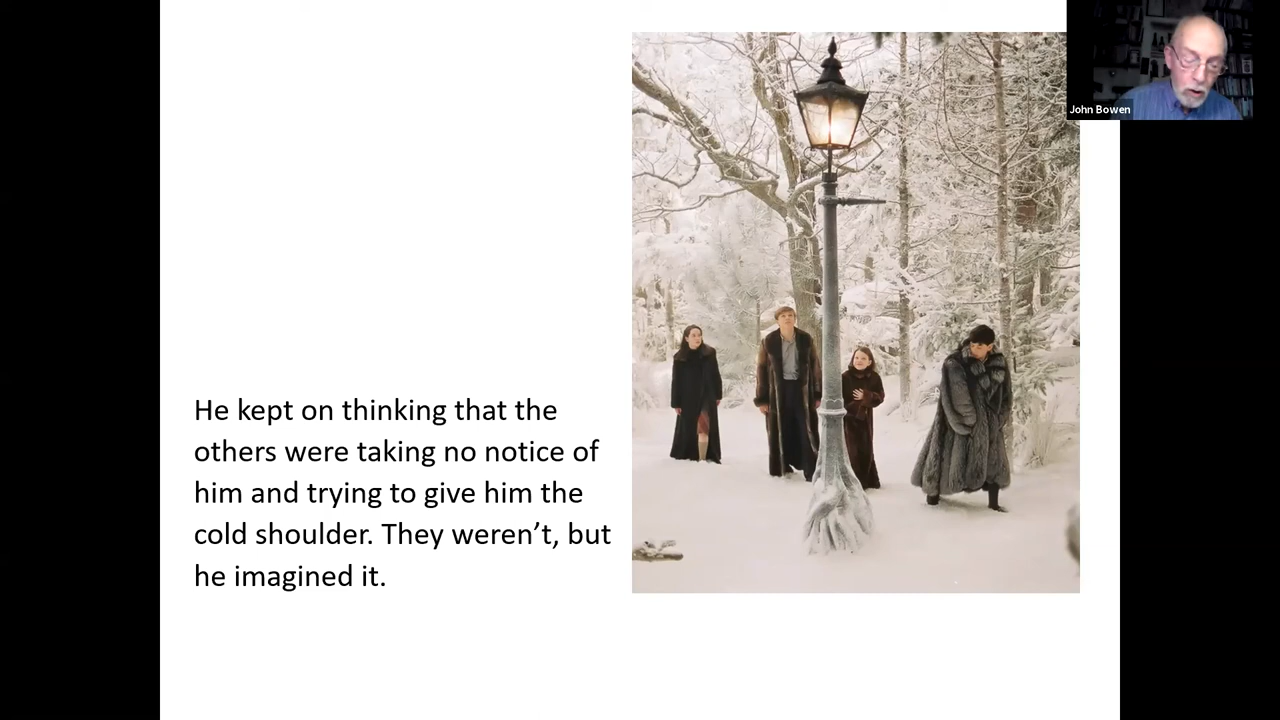 He kept on thinking that the
others were taking no notice of
him and trying to give him the
cold shoulder. They weren’t, but
he imagined it.
John Bowen